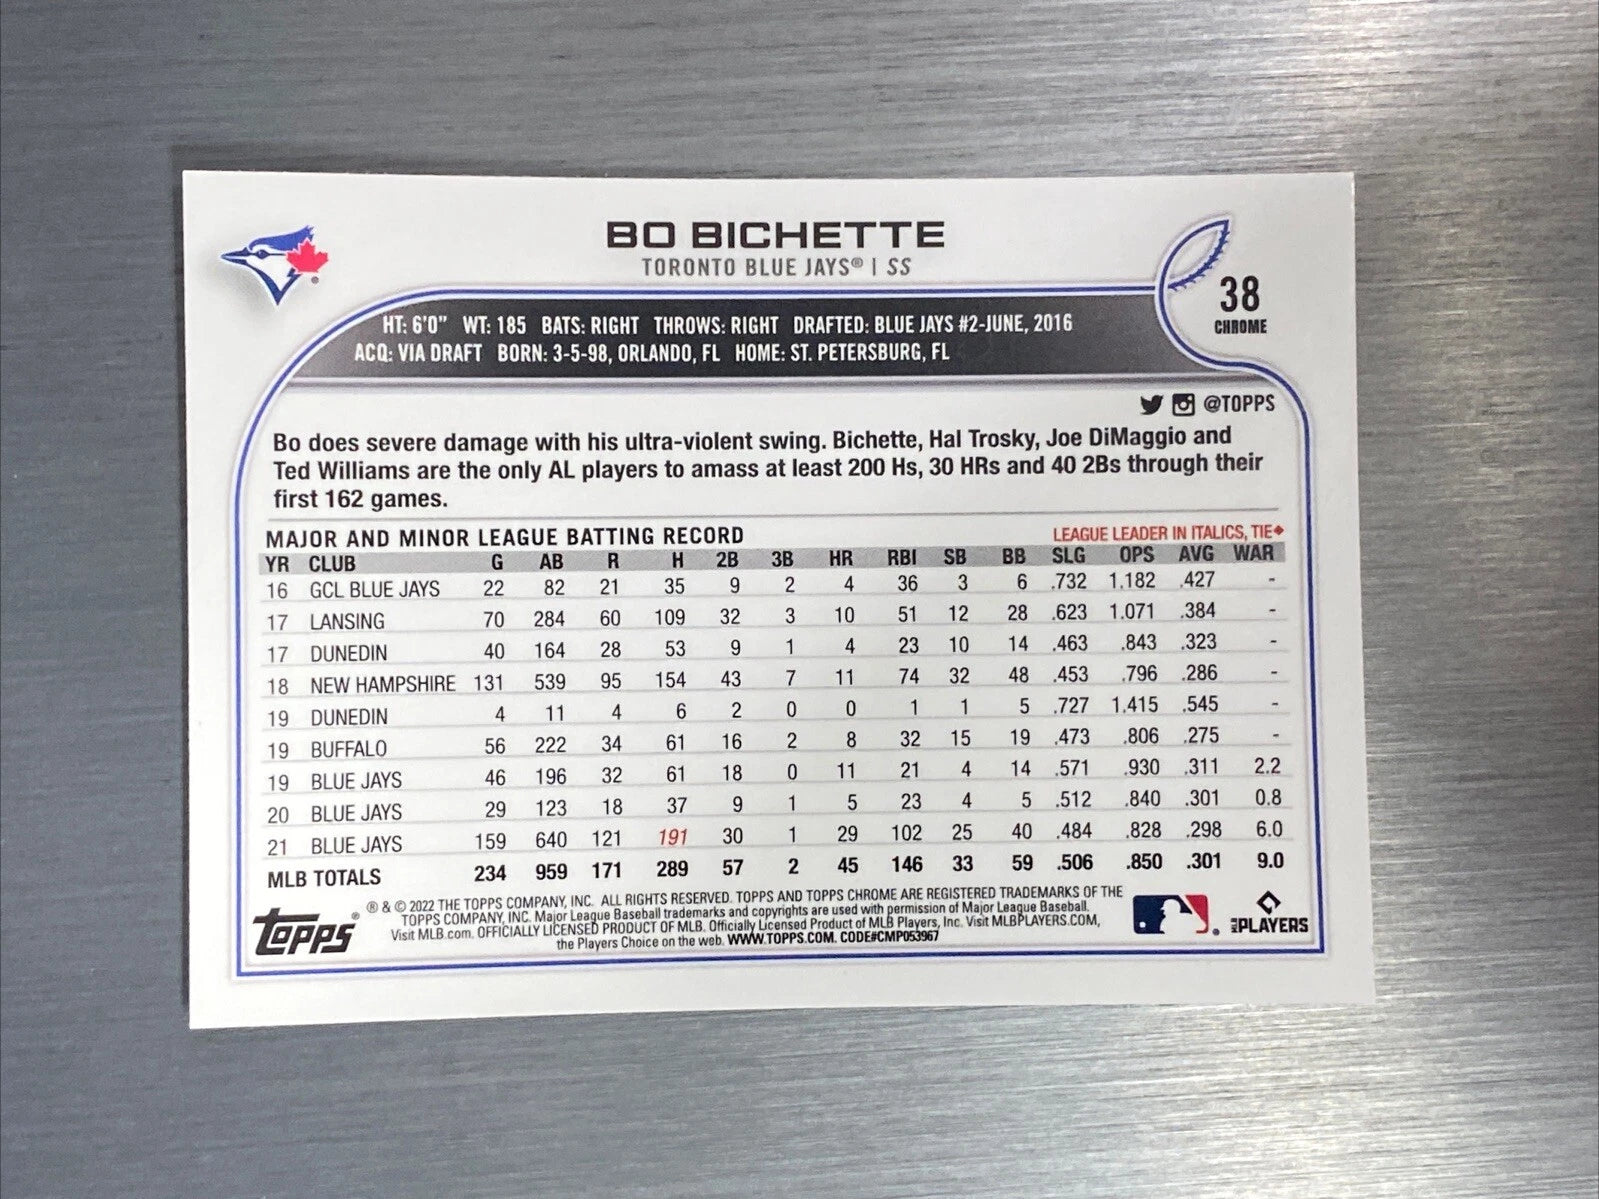 BO BICHETTE
TORONTO BLUE JAYS® | SS
38
CHROME
HT: 6'0" WT: 185 BATS: RIGHT THROWS: RIGHT DRAFTED: BLUE JAYS #2-JUNE, 2016
ACQ: VIA DRAFT BORN: 3-5-98, ORLANDO, FL HOME: ST. PETERSBURG, FL
@TOPPS
Bo does severe damage with his ultra-violent swing. Bichette, Hal Trosky, Joe DiMaggio and
Ted Williams are the only AL players to amass at least 200 Hs, 30 HRs and 40 2Bs through their
first 162 games.
MAJOR AND MINOR LEAGUE BATTING RECORD LEAGUE LEADER IN ITALICS, TIE♦
YR CLUB G AB R H 2B 3B HR RBI SB BB SLG OPS AVG WAR
16 GCL BLUE JAYS 22 82 21 35 9 2 4 36 3 6 .732 1.182 .427 -
17 LANSING 70 284 60 109 32 3 10 51 12 28 .623 1.071 .384 -
17 DUNEDIN 40 164 28 53 9 1 4 23 10 14 .463 .843 .323 -
18 NEW HAMPSHIRE 131 539 95 154 43 7 11 74 32 48 .453 .796 .286 -
19 DUNEDIN 4 11 4 6 2 0 0 1 1 5 .727 1.415 .545 -
19 BUFFALO 56 222 34 61 16 2 8 32 15 19 .473 .806 .275 -
19 BLUE JAYS 46 196 32 61 18 0 11 21 4 14 .571 .930 .311 2.2
20 BLUE JAYS 29 123 18 37 9 1 5 23 4 5 .512 .840 .301 0.8
21 BLUE JAYS 159 640 121 191 30 1 29 102 25 40 .484 .828 .298 6.0
MLB TOTALS 234 959 171 289 57 2 45 146 33 59 .506 .850 .301 9.0
TOPPS®
® & © 2022 THE TOPPS COMPANY, INC. ALL RIGHTS RESERVED. TOPPS AND TOPPS CHROME ARE REGISTERED TRADEMARKS OF THE
TOPPS COMPANY, INC. Major League Baseball trademarks and copyrights are used with permission of Major League Baseball.
Visit MLB.com. OFFICIALLY LICENSED PRODUCT OF MLB. Officially Licensed Product of MLB Players, Inc. Visit MLBPLAYERS.COM,
the Players Choice on the web. WWW.TOPPS.COM. CODE#CMP053967
MLB PLAYERS